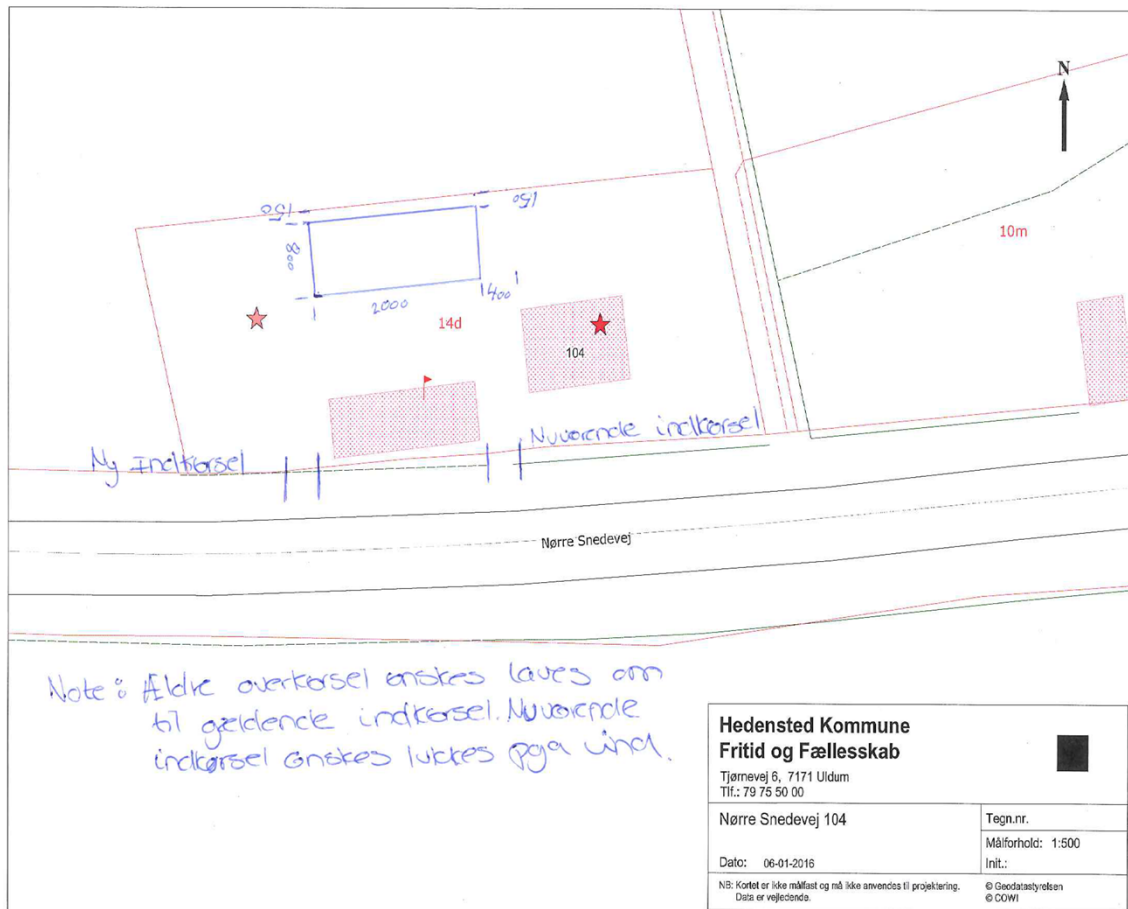 N
10m
150
150
800
2000
400
14d
104
Nuværende indkørsel
Ny Indkørsel
Nørre Snedevej
Note: Ældre overkørsel ønskes laves om
til gældende indkørsel. Nuværende
indkørsel ønskes lukkes pga vind.
Hedensted Kommune
Fritid og Fællesskab
Tjørnevej 6, 7171 Uldum
Tlf.: 79 75 50 00
Nørre Snedevej 104
Tegn.nr.
Målforhold: 1:500
Dato: 06-01-2016
Init.:
NB: Kortet er ikke målfast og må ikke anvendes til projektering.
Data er vejledende.
© Geodatastyrelsen
© COWI